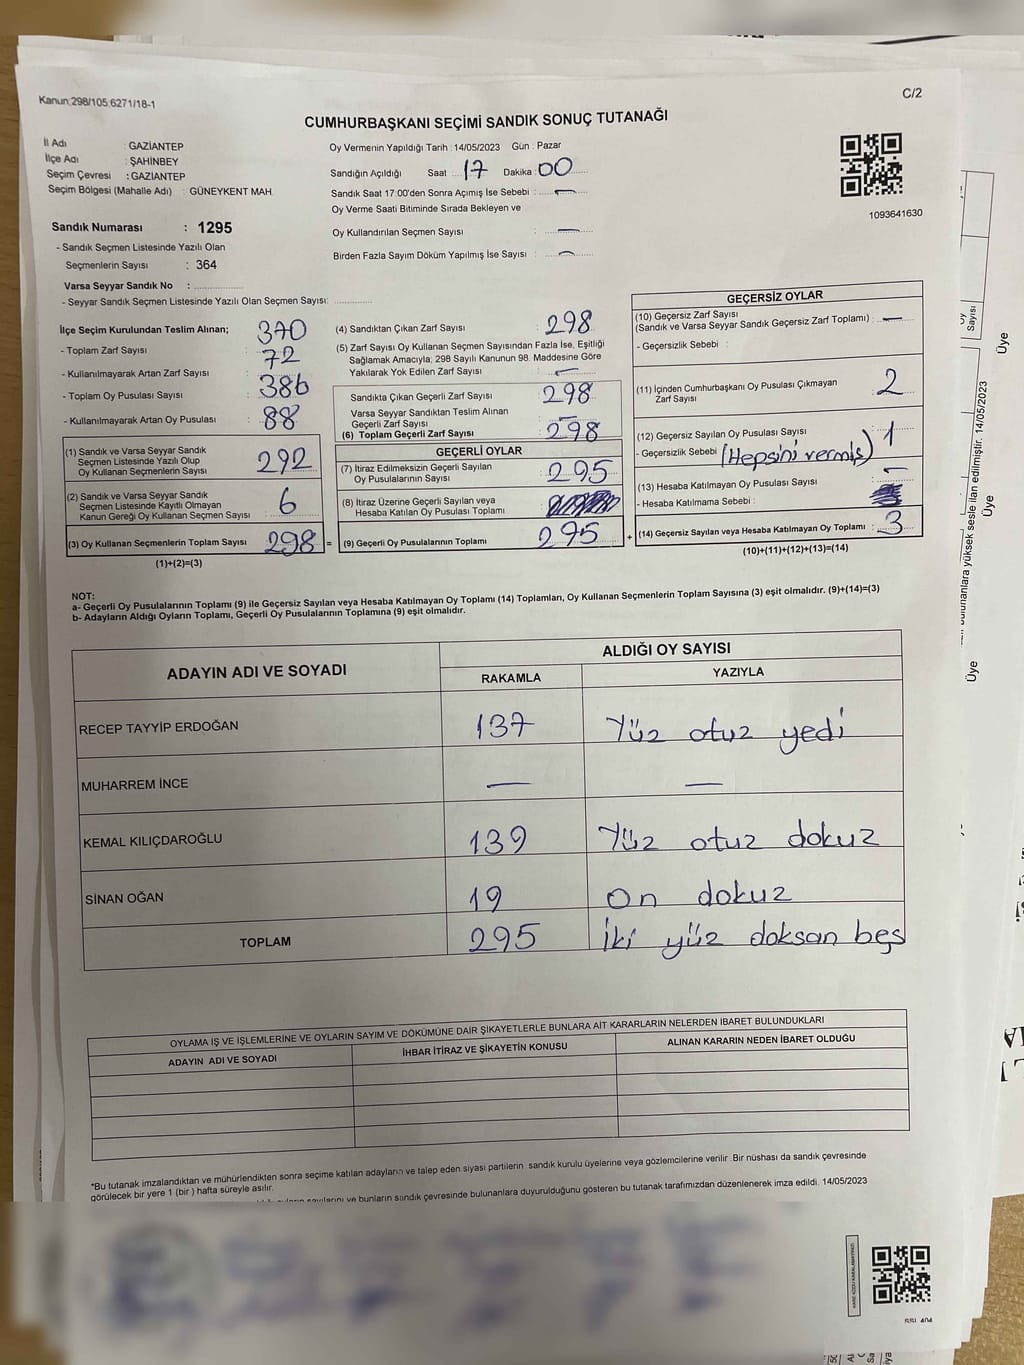 Kanun:298/105:6271/18-1
C/2
CUMHURBAŞKANI SEÇİMİ SANDIK SONUÇ TUTANAĞI
İl Adı : GAZİANTEP
İlçe Adı : ŞAHİNBEY
Seçim Çevresi : GAZİANTEP
Seçim Bölgesi (Mahalle Adı) : GÜNEYKENT MAH.
Oy Vermenin Yapıldığı Tarih : 14/05/2023 Gün : Pazar
Sandığın Açıldığı Saat : 17 Dakika : 00
Sandık Saat 17:00'den Sonra Açımış İse Sebebi : —
Oy Verme Saati Bitiminde Sırada Bekleyen ve
Oy Kullandırılan Seçmen Sayısı : —
Birden Fazla Sayım Döküm Yapılmış İse Sayısı : —
1093641630
Sandık Numarası : 1295
- Sandık Seçmen Listesinde Yazılı Olan
Seçmenlerin Sayısı : 364
Varsa Seyyar Sandık No :
- Seyyar Sandık Seçmen Listesinde Yazılı Olan Seçmen Sayısı:
İlçe Seçim Kurulundan Teslim Alınan;
- Toplam Zarf Sayısı : 370
- Kullanılmayarak Artan Zarf Sayısı : 72
- Toplam Oy Pusulası Sayısı : 386
- Kullanılmayarak Artan Oy Pusulası : 88
(1) Sandık ve Varsa Seyyar Sandık
Seçmen Listesinde Yazılı Olup
Oy Kullanan Seçmenlerin Sayısı : 292
(2) Sandık ve Varsa Seyyar Sandık
Seçmen Listesinde Kayıtlı Olmayan
Kanun Gereği Oy Kullanan Seçmen Sayısı : 6
(3) Oy Kullanan Seçmenlerin Toplam Sayısı : 298 =
(1)+(2)=(3)
(4) Sandıktan Çıkan Zarf Sayısı : 298
(5) Zarf Sayısı Oy Kullanan Seçmen Sayısından Fazla İse, Eşitliği
Sağlamak Amacıyla; 298 Sayılı Kanunun 98. Maddesine Göre
Yakılarak Yok Edilen Zarf Sayısı : —
Sandıkta Çıkan Geçerli Zarf Sayısı : 298
Varsa Seyyar Sandıktan Teslim Alınan
Geçerli Zarf Sayısı : —
(6) Toplam Geçerli Zarf Sayısı : 298
GEÇERLİ OYLAR
(7) İtiraz Edilmeksizin Geçerli Sayılan
Oy Pusulasının Sayısı : 295
(8) İtiraz Üzerine Geçerli Sayılan veya
Hesaba Katılan Oy Pusulası Toplamı :
(9) Geçerli Oy Pusulalarının Toplamı : 295 +
GEÇERSİZ OYLAR
(10) Geçersiz Zarf Sayısı
(Sandık ve Varsa Seyyar Sandık Geçersiz Zarf Toplamı) : —
- Geçersizlik Sebebi :
(11) İçinden Cumhurbaşkanı Oy Pusulası Çıkmayan
Zarf Sayısı : 2
(12) Geçersiz Sayılan Oy Pusulası Sayısı : 1
- Geçersizlik Sebebi (Hepsini vermiş)
(13) Hesaba Katılmayan Oy Pusulası Sayısı : —
- Hesaba Katılmama Sebebi :
(14) Geçersiz Sayılan veya Hesaba Katılmayan Oy Toplamı : 3
(10)+(11)+(12)+(13)=(14)
NOT:
a- Geçerli Oy Pusulalarının Toplamı (9) ile Geçersiz Sayılan veya Hesaba Katılmayan Oy Toplamı (14) Toplamları, Oy Kullanan Seçmenlerin Toplam Sayısına (3) eşit olmalıdır. (9)+(14)=(3)
b- Adayların Aldığı Oyların Toplamı, Geçerli Oy Pusulalarının Toplamına (9) eşit olmalıdır.
ADAYIN ADI VE SOYADI
ALDIĞI OY SAYISI
RAKAMLA YAZIYLA
RECEP TAYYİP ERDOĞAN 137 Yüz otuz yedi
MUHARREM İNCE — —
KEMAL KILIÇDAROĞLU 139 Yüz otuz dokuz
SİNAN OĞAN 19 on dokuz
TOPLAM 295 İki yüz doksan beş
OYLAMA İŞ VE İŞLEMLERİNE VE OYLARIN SAYIM VE DÖKÜMÜNE DAİR ŞİKAYETLERLE BUNLARA AİT KARARLARIN NELERDEN İBARET BULUNDUKLARI
ADAYIN ADI VE SOYADI İHBAR İTİRAZ VE ŞİKAYETİN KONUSU ALINAN KARARIN NEDEN İBARET OLDUĞU
*Bu tutanak imzalandıktan ve mühürlendikten sonra seçime katılan adayların ve talep eden siyasi partilerin sandık kurulu üyelerine veya gözlemcilerine verilir .Bir nüshası da sandık çevresinde
görülecek bir yere 1 (bir ) hafta süreyle asılır.
ve bunların sandık çevresinde bulunanlara duyurulduğunu gösteren bu tutanak tarafımızdan düzenlenerek imza edildi. 14/05/2023
Sayısı
Üye
bulunanlara yüksek sesle ilan edilmiştir. 14/05/2023
Üye
Üye